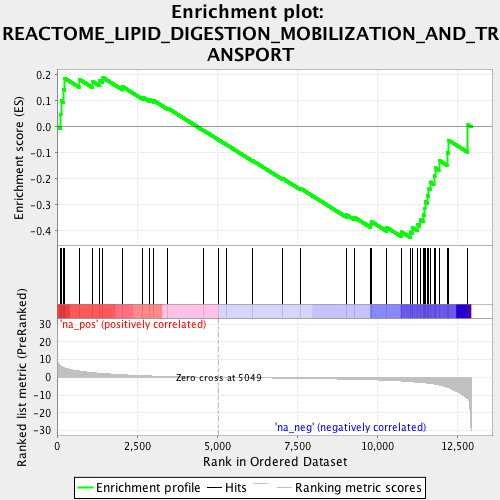 Enrichment plot:
REACTOME_LIPID_DIGESTION_MOBILIZATION_AND_TR
ANSPORT
Enrichment score (ES)
0.2
0.1
0.0
-0.1
-0.2
-0.3
-0.4
'na_pos' (positively correlated)
Ranked list metric (PreRanked)
30
20
10
0
-10
-20
-30
Zero cross at 5049
'na_neg' (negatively correlated)
0
2,500
5,000
7,500
10,000
12,500
Rank in Ordered Dataset
Enrichment profile
Hits
Ranking metric scores